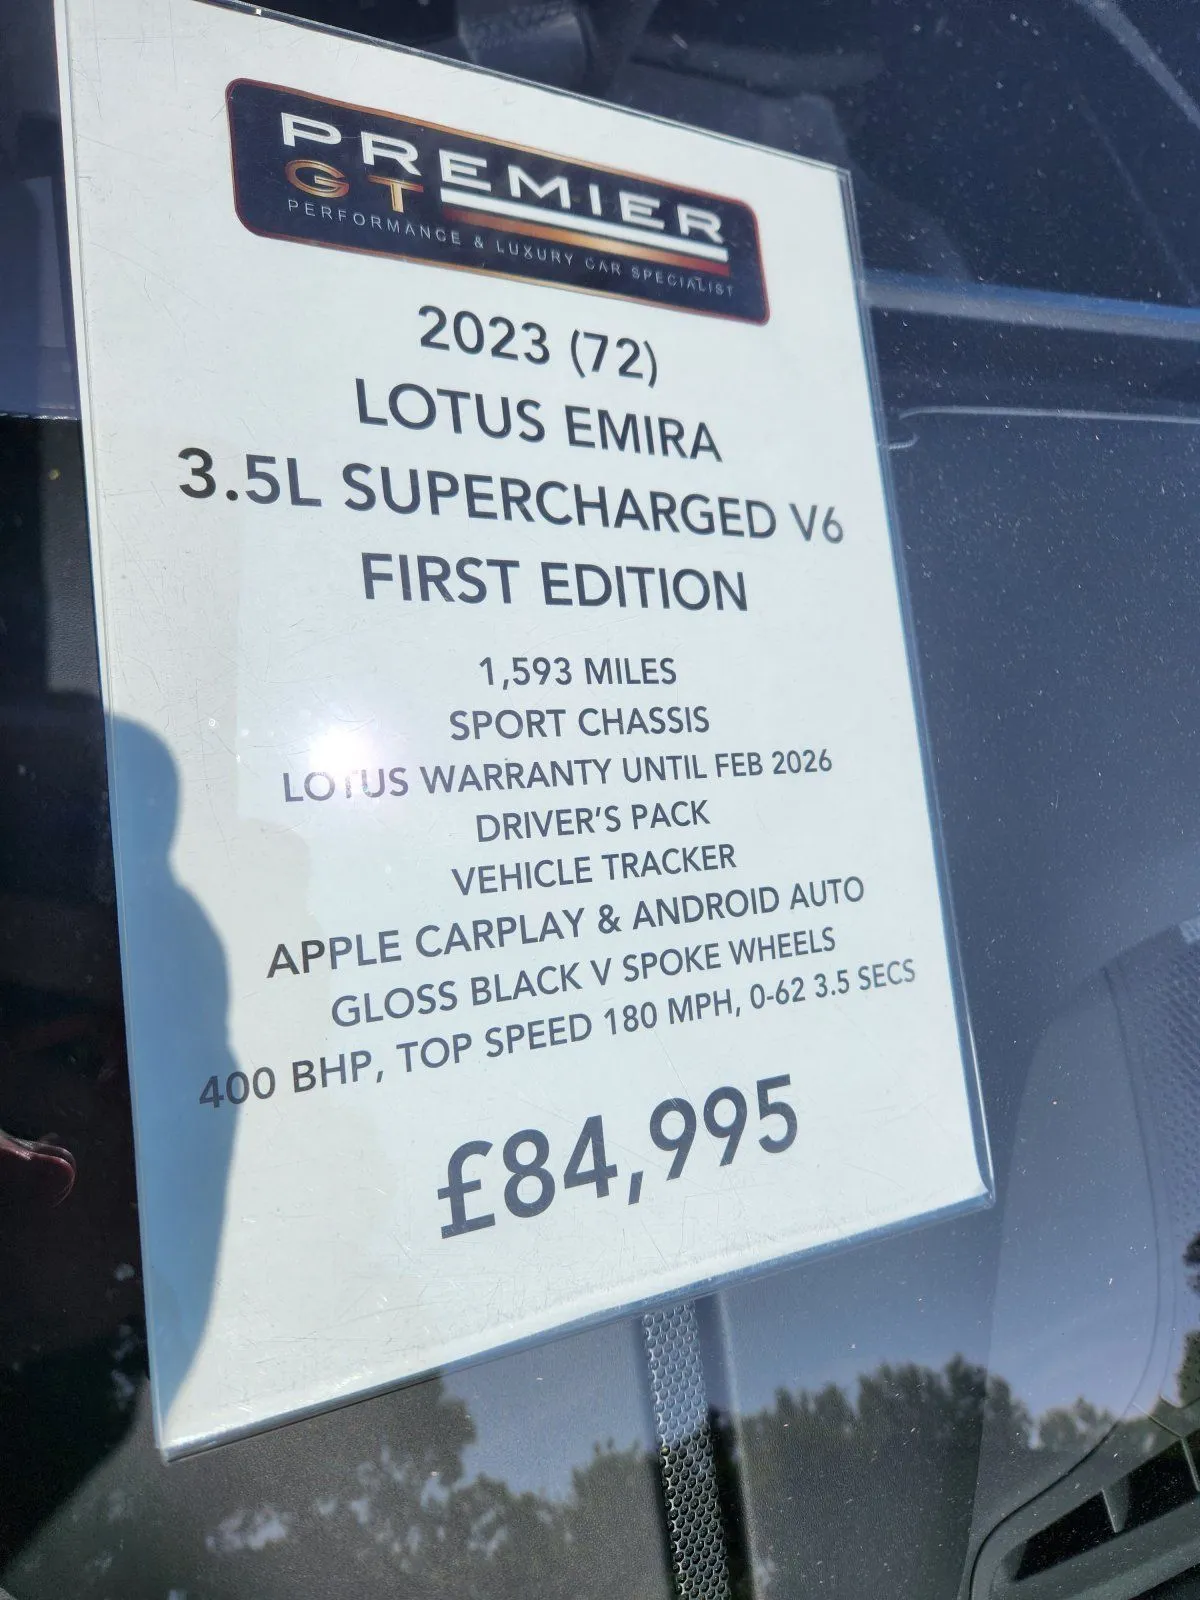 PREMIER
GT
PERFORMANCE & LUXURY CAR SPECIALIST
2023 (72)
LOTUS EMIRA
3.5L SUPERCHARGED V6
FIRST EDITION
1,593 MILES
SPORT CHASSIS
LOTUS WARRANTY UNTIL FEB 2026
DRIVER'S PACK
VEHICLE TRACKER
APPLE CARPLAY & ANDROID AUTO
GLOSS BLACK V SPOKE WHEELS
400 BHP, TOP SPEED 180 MPH, 0-62 3.5 SECS
£84,995